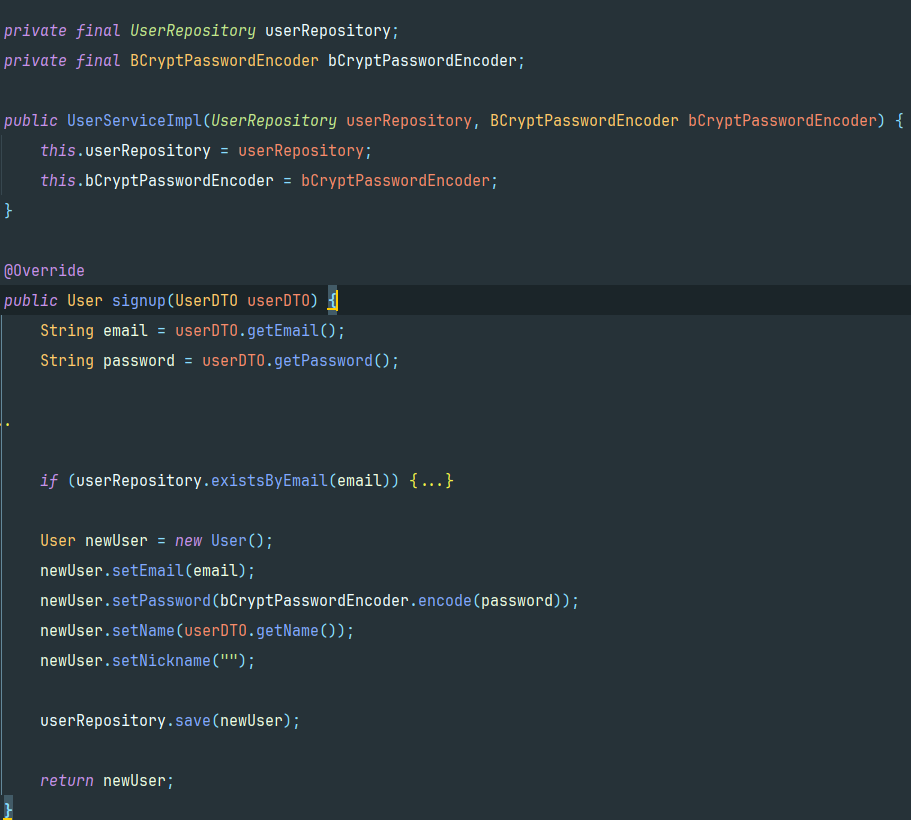 private final UserRepository userRepository;
private final BCryptPasswordEncoder bCryptPasswordEncoder;
public UserServiceImpl(UserRepository userRepository, BCryptPasswordEncoder bCryptPasswordEncoder) {
this.userRepository = userRepository;
this.bCryptPasswordEncoder = bCryptPasswordEncoder;
}
@Override
public User signup(UserDTO userDTO) {
String email = userDTO.getEmail();
String password = userDTO.getPassword();
..
if (userRepository.existsByEmail(email)) {...}
User newUser = new User();
newUser.setEmail(email);
newUser.setPassword(bCryptPasswordEncoder.encode(password));
newUser.setName(userDTO.getName());
newUser.setNickname("");
userRepository.save(newUser);
return newUser;
}